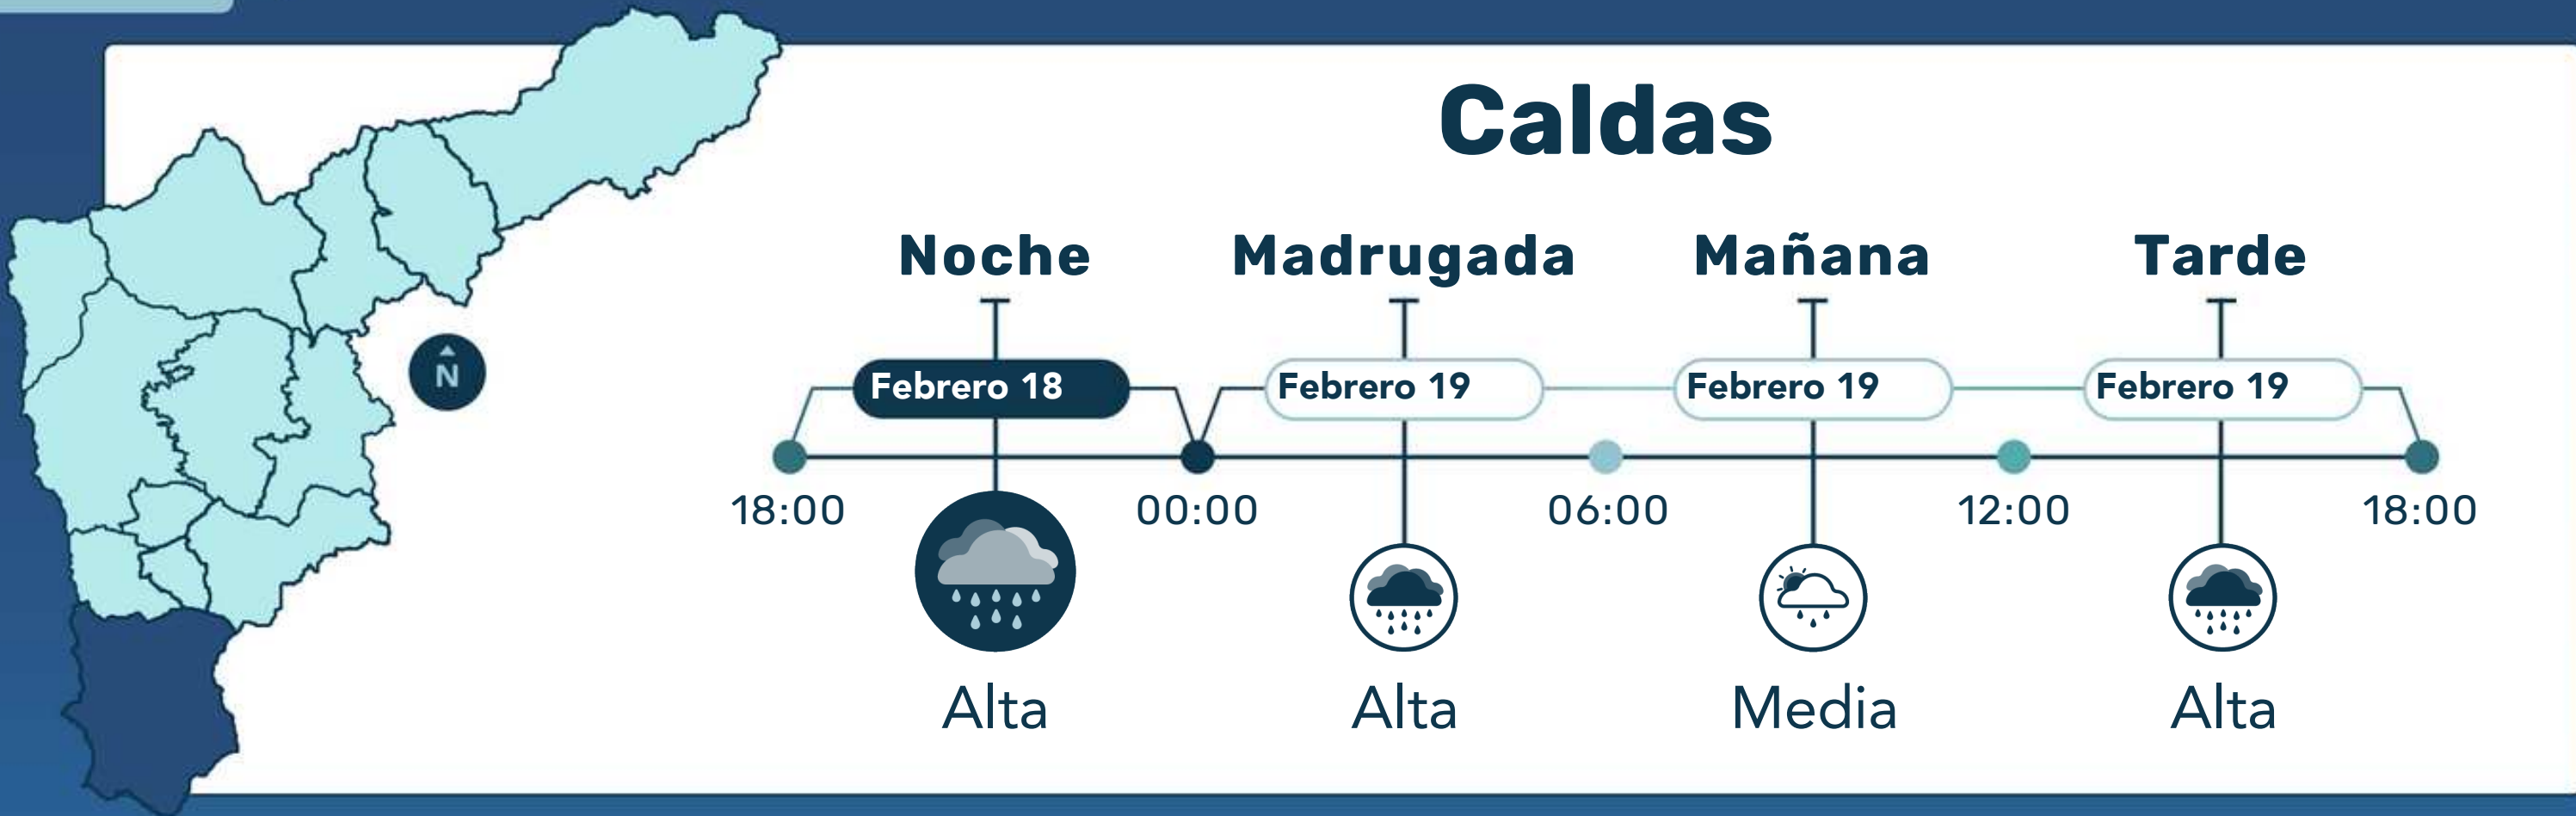 Caldas
Noche
Madrugada
Mañana
Tarde
Febrero 18
Febrero 19
Febrero 19
Febrero 19
N
18:00
00:00
06:00
12:00
18:00
Alta
Alta
Media
Alta